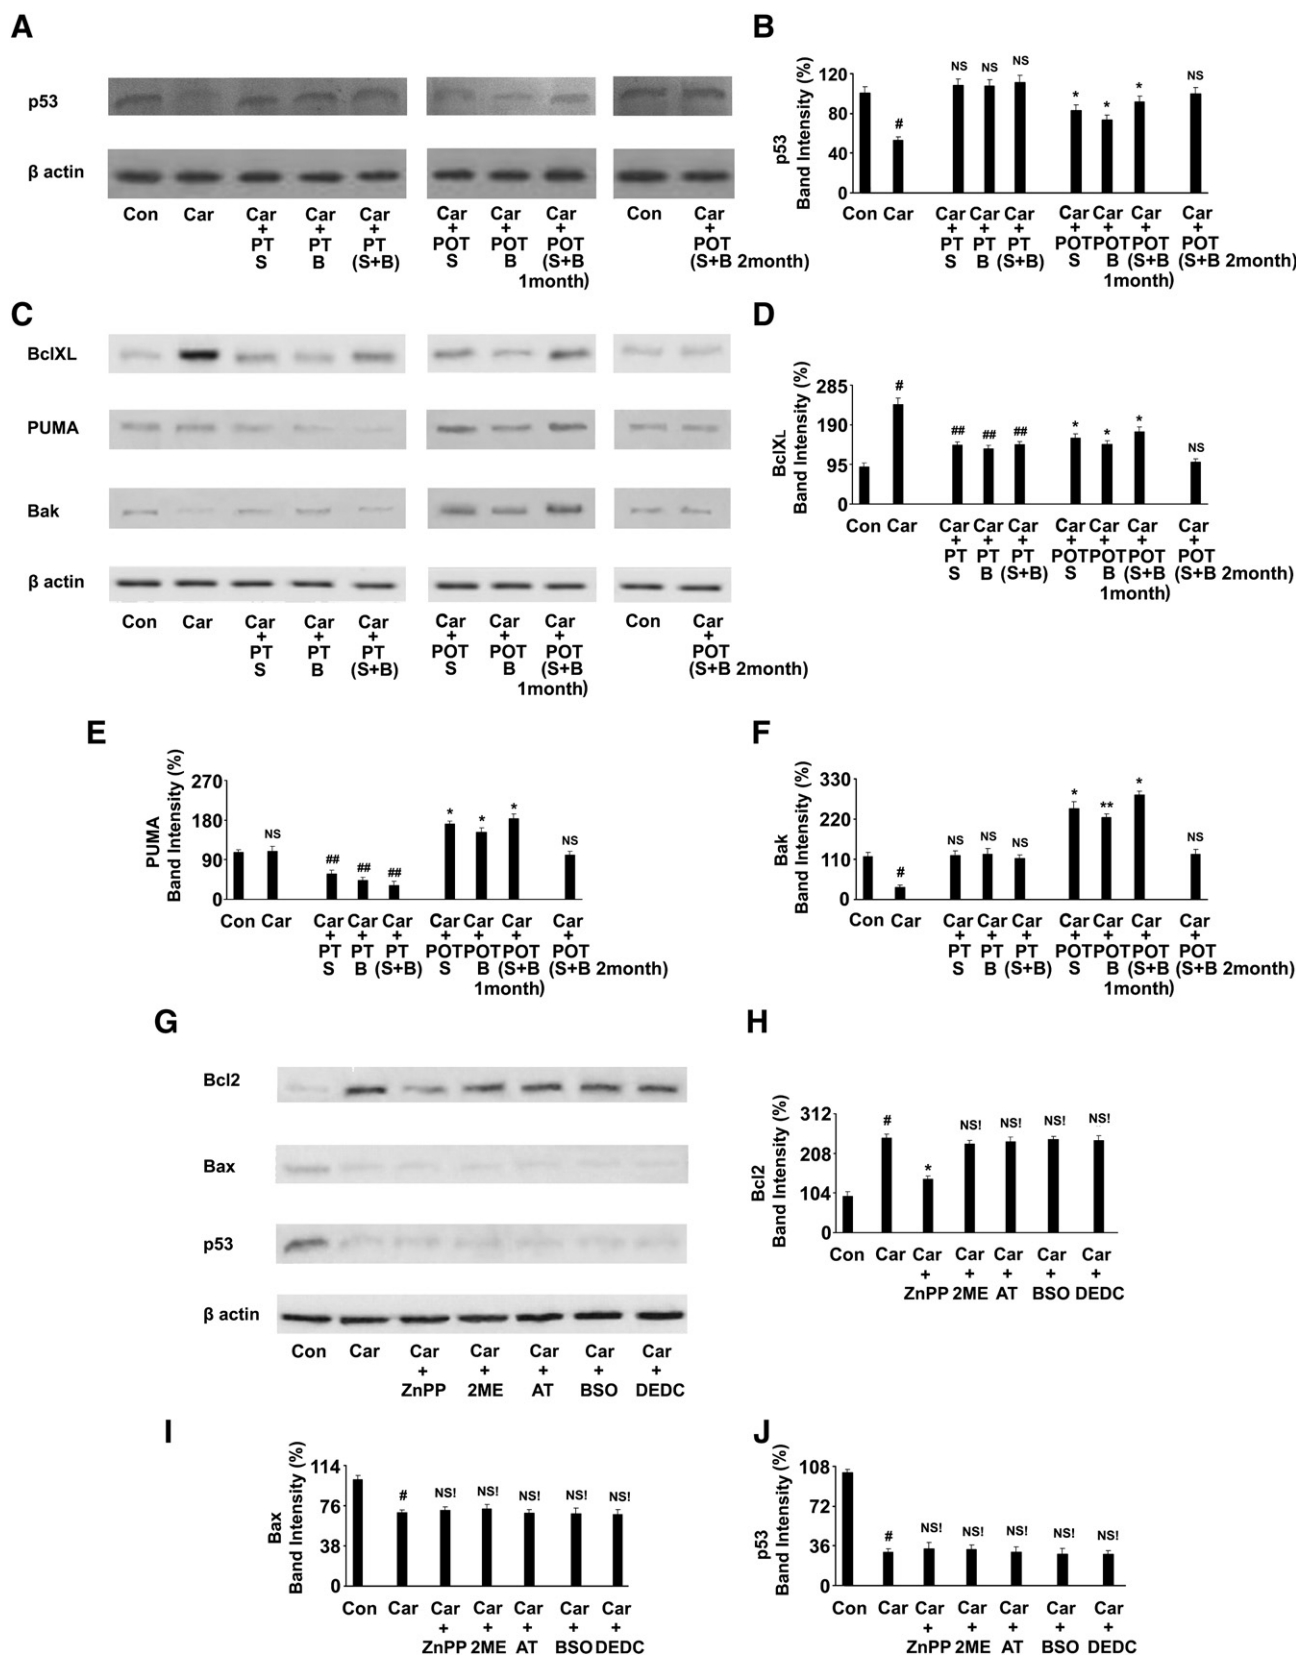 A
p53
β actin
Con Car Car Car Car Car Car Car Con Car
+ + + + + + +
PT PT PT POT POT POT POT
S B (S+B) S B (S+B (S+B 2month)
1month)
B
p53
Band Intensity (%)
120
80
40
0
# NS NS NS * * * NS
Con Car Car Car Car Car Car Car Car
+ + + + + + +
PT PT PT POT POT POT POT
S B (S+B) S B (S+B (S+B 2month)
1month)
C
BclXL
PUMA
Bak
β actin
Con Car Car Car Car Car Car Car Con Car
+ + + + + + +
PT PT PT POT POT POT POT
S B (S+B) S B (S+B (S+B 2month)
1month)
D
BclXL
Band Intensity (%)
285
190
95
0
# ## ## ## * * * NS
Con Car Car Car Car Car Car Car Car
+ + + + + + +
PT PT PT POT POT POT POT
S B (S+B) S B (S+B (S+B 2month)
1month)
E
PUMA
Band Intensity (%)
270
180
90
0
NS ## ## ## * * * NS
Con Car Car Car Car Car Car Car Car
+ + + + + + +
PT PT PT POT POT POT POT
S B (S+B) S B (S+B (S+B 2month)
1month)
F
Bak
Band Intensity (%)
330
220
110
0
# NS NS NS * ** * NS
Con Car Car Car Car Car Car Car Car
+ + + + + + +
PT PT PT POT POT POT POT
S B (S+B) S B (S+B (S+B 2month)
1month)
G
Bcl2
Bax
p53
β actin
Con Car Car Car Car Car Car
+ + + + +
ZnPP 2ME AT BSO DEDC
H
Bcl2
Band Intensity (%)
312
208
104
0
# * NS! NS! NS! NS!
Con Car Car Car Car Car Car
+ + + + +
ZnPP 2ME AT BSO DEDC
I
Bax
Band Intensity (%)
114
76
38
0
# NS! NS! NS! NS! NS!
Con Car Car Car Car Car Car
+ + + + +
ZnPP 2ME AT BSO DEDC
J
p53
Band Intensity (%)
108
72
36
0
# NS! NS! NS! NS! NS!
Con Car Car Car Car Car Car
+ + + + +
ZnPP 2ME AT BSO DEDC